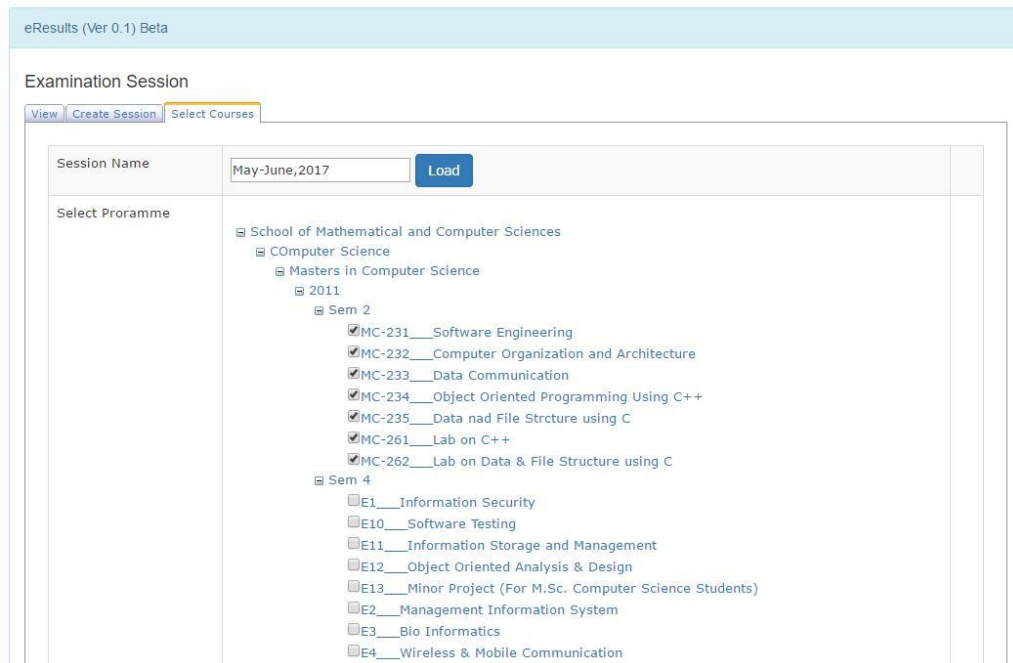 eResults (Ver 0.1) Beta
Examination Session
View Create Session Select Courses
Session Name May-June,2017 Load
Select Proramme
School of Mathematical and Computer Sciences
COmputer Science
Masters in Computer Science
2011
Sem 2
MC-231___Software Engineering
MC-232___Computer Organization and Architecture
MC-233___Data Communication
MC-234___Object Oriented Programming Using C++
MC-235___Data nad File Strcture using C
MC-261___Lab on C++
MC-262___Lab on Data & File Structure using C
Sem 4
E1___Information Security
E10___Software Testing
E11___Information Storage and Management
E12___Object Oriented Analysis & Design
E13___Minor Project (For M.Sc. Computer Science Students)
E2___Management Information System
E3___Bio Informatics
E4___Wireless & Mobile Communication